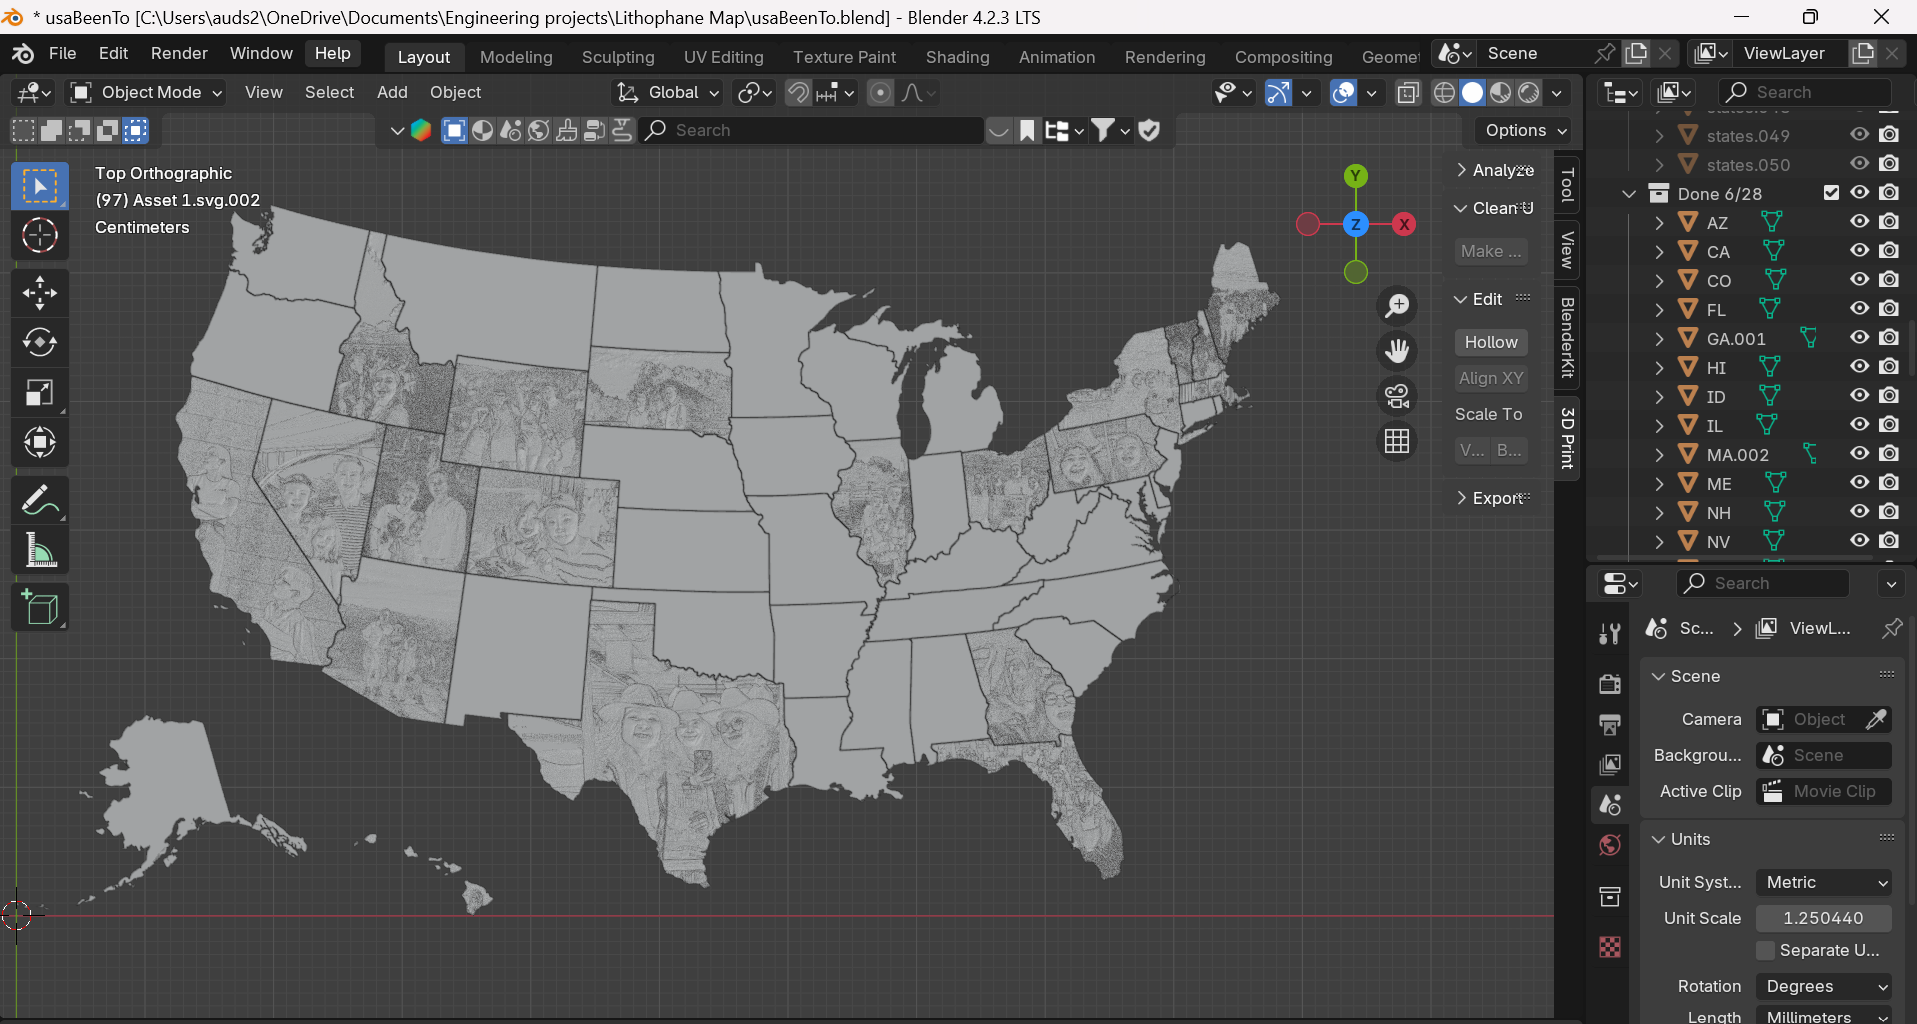 * usaBeenTo [C:\Users\auds2\OneDrive\Documents\Engineering projects\Lithophane Map\usaBeenTo.blend] - Blender 4.2.3 LTS
File Edit Render Window Help Layout Modeling Sculpting UV Editing Texture Paint Shading Animation Rendering Compositing Geomet Scene ViewLayer
Object Mode View Select Add Object Global Search
Search Options
Top Orthographic
(97) Asset 1.svg.002
Centimeters
Y
X
Z
Analyze
Clean U
Make ...
Edit
Hollow
Align XY
Scale To
V... B...
Export
Tool
View
BlenderKit
3D Print
states.049
states.050
Done 6/28
AZ
CA
CO
FL
GA.001
HI
ID
IL
MA.002
ME
NH
NV
Search
Sc... ViewL...
Scene
Camera Object
Backgrou... Scene
Active Clip Movie Clip
Units
Unit Syst... Metric
Unit Scale 1.250440
Separate U...
Rotation Degrees
Length Millimeters